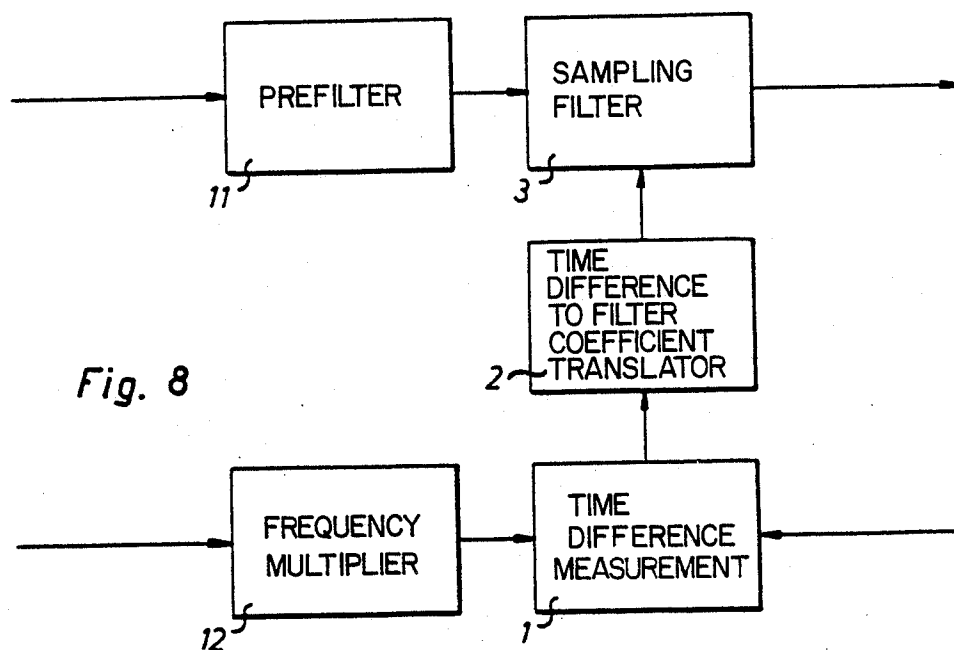 PREFILTER
11
SAMPLING
FILTER
3
TIME
DIFFERENCE
TO FILTER
COEFFICIENT
TRANSLATOR
2
Fig. 8
FREQUENCY
MULTIPLIER
12
TIME
DIFFERENCE
MEASUREMENT
1